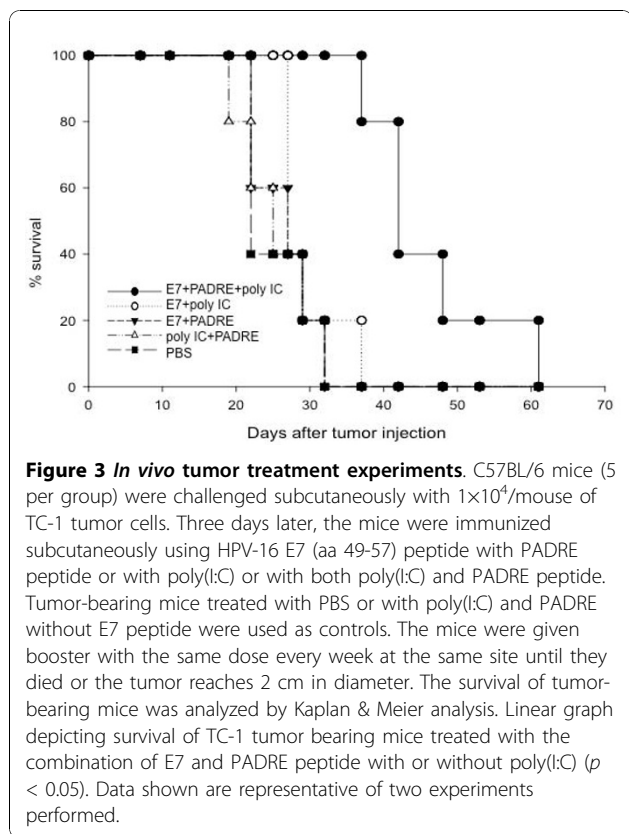 100
80
60
40
20
0
% survival
E7+PADRE+poly IC
E7+poly IC
E7+PADRE
poly IC+PADRE
PBS
0 10 20 30 40 50 60 70
Days after tumor injection
Figure 3 In vivo tumor treatment experiments. C57BL/6 mice (5
per group) were challenged subcutaneously with 1×10⁴/mouse of
TC-1 tumor cells. Three days later, the mice were immunized
subcutaneously using HPV-16 E7 (aa 49-57) peptide with PADRE
peptide or with poly(I:C) or with both poly(I:C) and PADRE peptide.
Tumor-bearing mice treated with PBS or with poly(I:C) and PADRE
without E7 peptide were used as controls. The mice were given
booster with the same dose every week at the same site until they
died or the tumor reaches 2 cm in diameter. The survival of tumor-
bearing mice was analyzed by Kaplan & Meier analysis. Linear graph
depicting survival of TC-1 tumor bearing mice treated with the
combination of E7 and PADRE peptide with or without poly(I:C) (p
< 0.05). Data shown are representative of two experiments
performed.